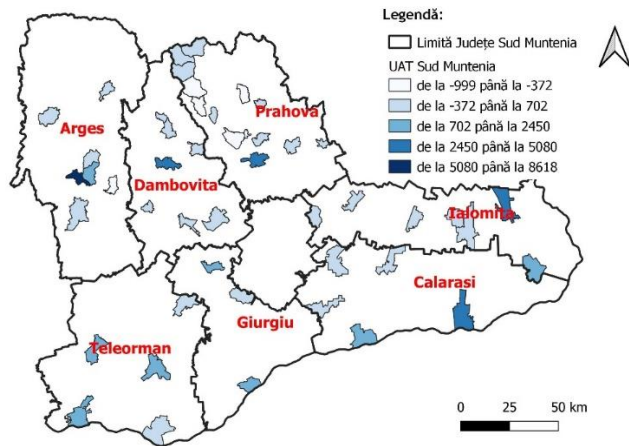 Legendă:
Limită Județe Sud Muntenia
UAT Sud Muntenia
de la -999 până la -372
de la -372 până la 702
de la 702 până la 2450
de la 2450 până la 5080
de la 5080 până la 8618
Arges
Prahova
Dambovita
Ialomita
Calarasi
Giurgiu
Teleorman
0 25 50 km